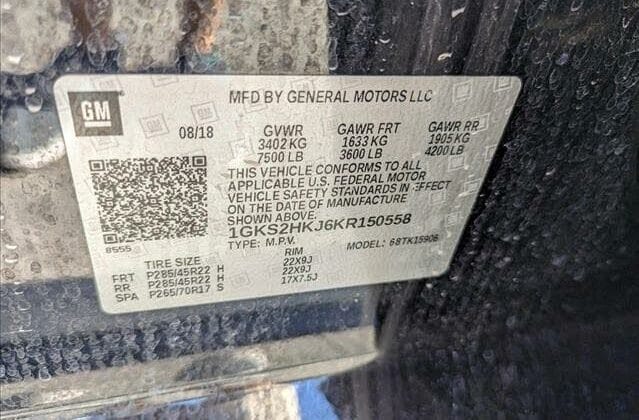 GM
MFD BY GENERAL MOTORS LLC
08/18 GVWR GAWR FRT GAWR RR
3402 KG 1633 KG 1905 KG
7500 LB 3600 LB 4200 LB
THIS VEHICLE CONFORMS TO ALL
APPLICABLE U.S. FEDERAL MOTOR
VEHICLE SAFETY STANDARDS IN EFFECT
ON THE DATE OF MANUFACTURE
SHOWN ABOVE.
1GKS2HKJ6KR150558
8555
TYPE: M.P.V. MODEL: 68TK15906
TIRE SIZE RIM
FRT P285/45R22 H 22X9J
RR P285/45R22 H 22X9J
SPA P265/70R17 S 17X7.5J